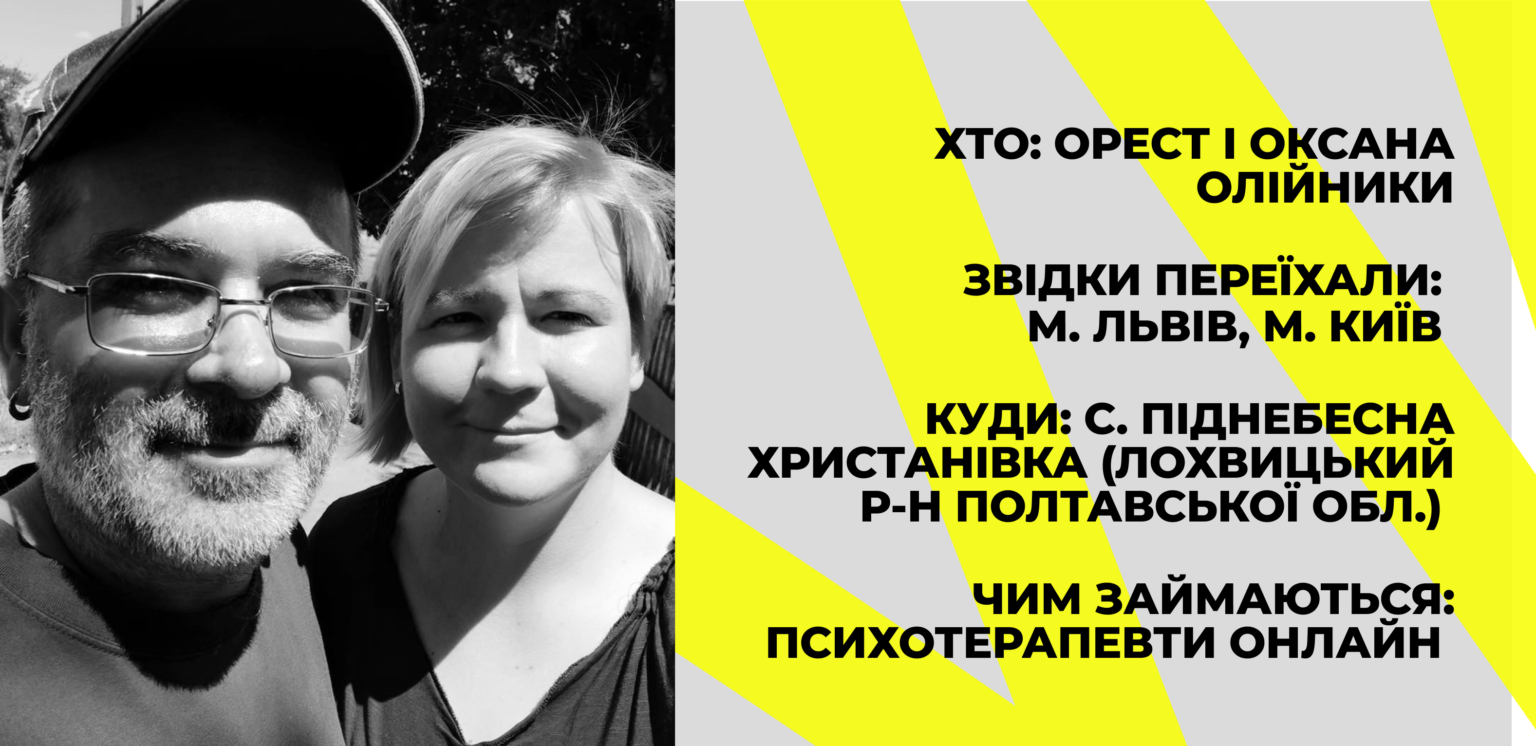 ХТО: ОРЕСТ І ОКСАНА
ОЛІЙНИКИ
ЗВІДКИ ПЕРЕЇХАЛИ:
М. ЛЬВІВ, М. КИЇВ
КУДИ: С. ПІДНЕБЕСНА
ХРИСТАНІВКА (ЛОХВИЦЬКИЙ
Р-Н ПОЛТАВСЬКОЇ ОБЛ.)
ЧИМ ЗАЙМАЮТЬСЯ:
ПСИХОТЕРАПЕВТИ ОНЛАЙН